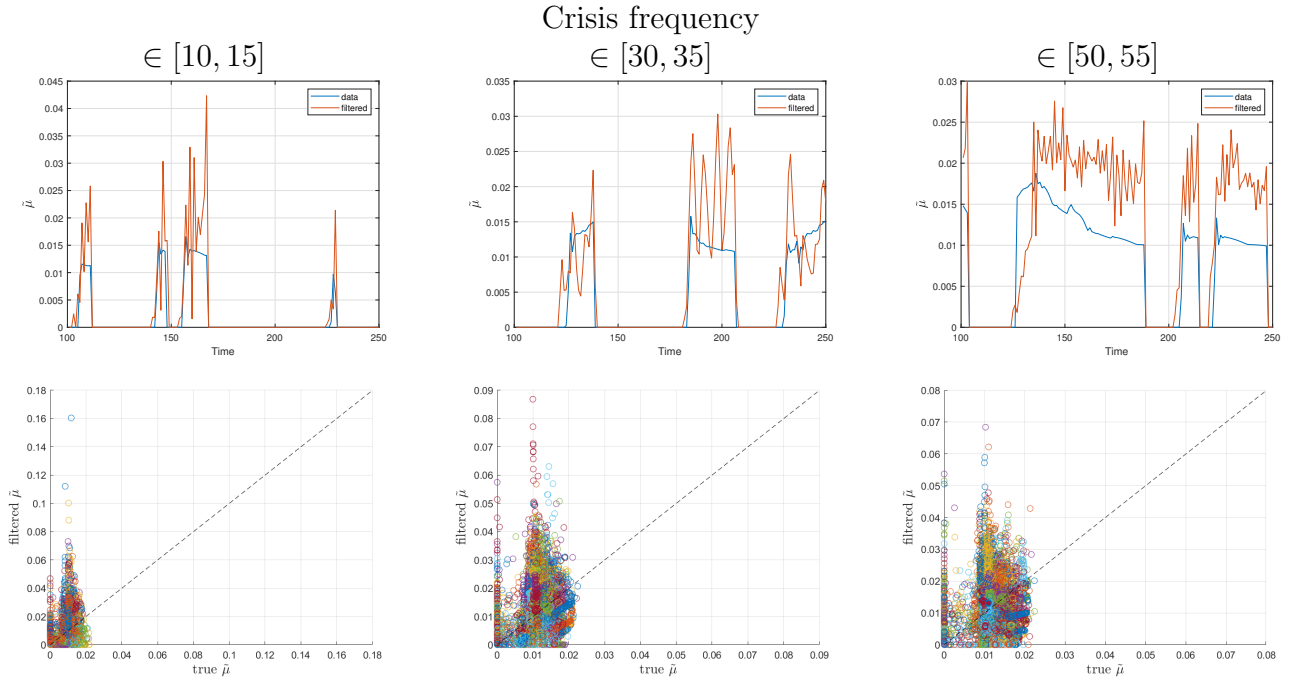 Crisis frequency
∈ [10, 15]
∈ [30, 35]
∈ [50, 55]
0.045
0.04
0.035
0.03
0.025
0.02
0.015
0.01
0.005
0
μ̃
100 150 200 250
Time
data
filtered
0.035
0.03
0.025
0.02
0.015
0.01
0.005
0
μ̃
100 150 200 250
Time
data
filtered
0.03
0.025
0.02
0.015
0.01
0.005
0
μ̃
100 150 200 250
Time
data
filtered
0.18
0.16
0.14
0.12
0.1
0.08
0.06
0.04
0.02
0
filtered μ̃
0 0.02 0.04 0.06 0.08 0.1 0.12 0.14 0.16 0.18
true μ̃
0.09
0.08
0.07
0.06
0.05
0.04
0.03
0.02
0.01
0
filtered μ̃
0 0.01 0.02 0.03 0.04 0.05 0.06 0.07 0.08 0.09
true μ̃
0.08
0.07
0.06
0.05
0.04
0.03
0.02
0.01
0
filtered μ̃
0 0.01 0.02 0.03 0.04 0.05 0.06 0.07 0.08
true μ̃